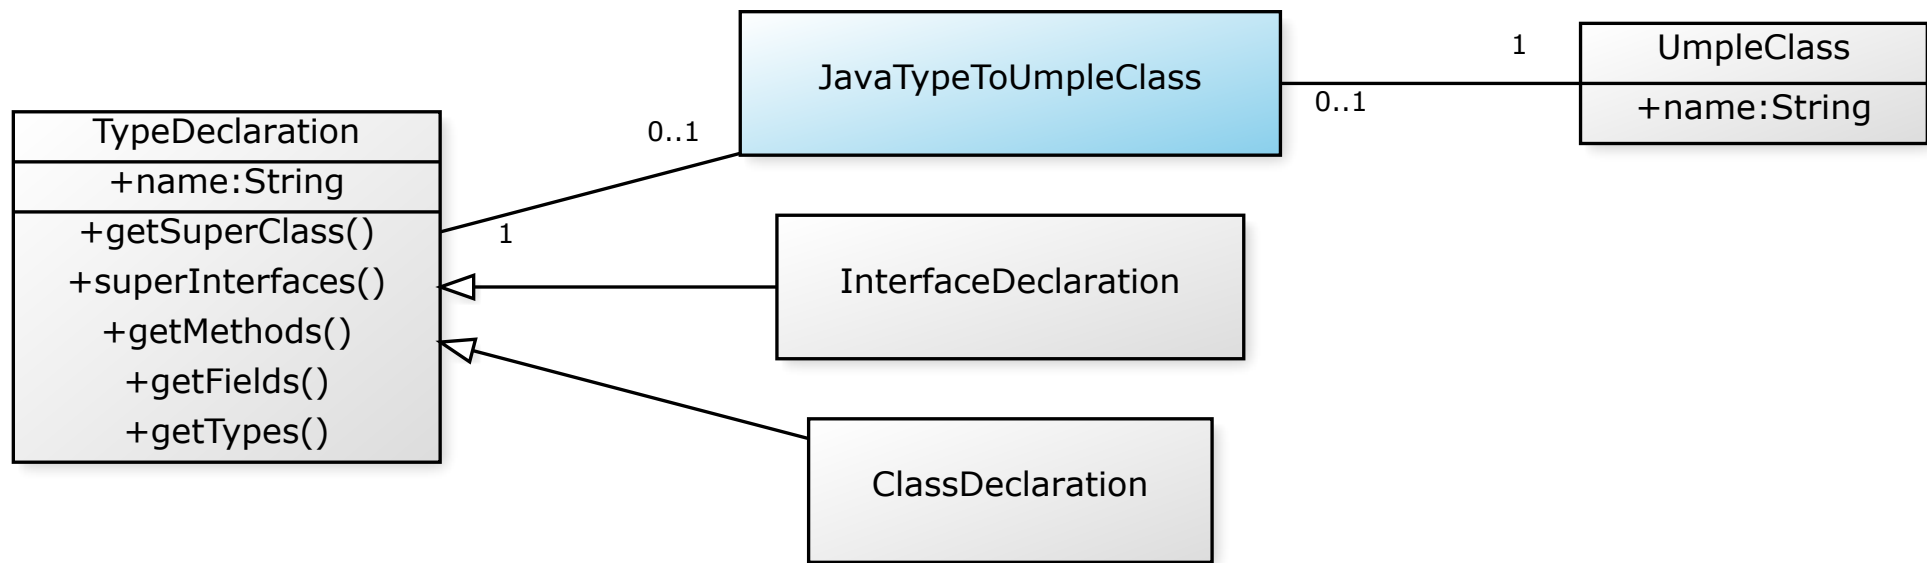 JavaTypeToUmpleClass
1
UmpleClass
0..1
+name:String
TypeDeclaration
0..1
+name:String
+getSuperClass()
1
+superInterfaces()
InterfaceDeclaration
+getMethods()
+getFields()
+getTypes()
ClassDeclaration